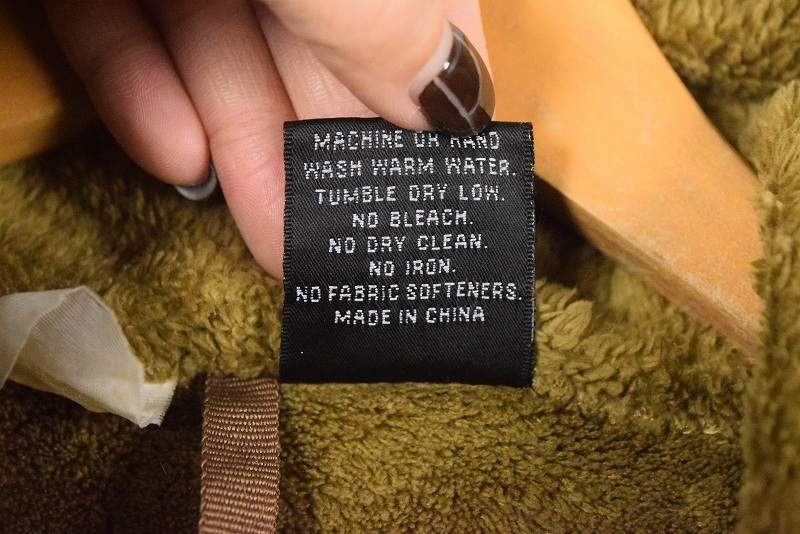 MACHINE OR HAND
WASH WARM WATER.
TUMBLE DRY LOW.
NO BLEACH.
NO DRY CLEAN.
NO IRON.
NO FABRIC SOFTENERS.
MADE IN CHINA